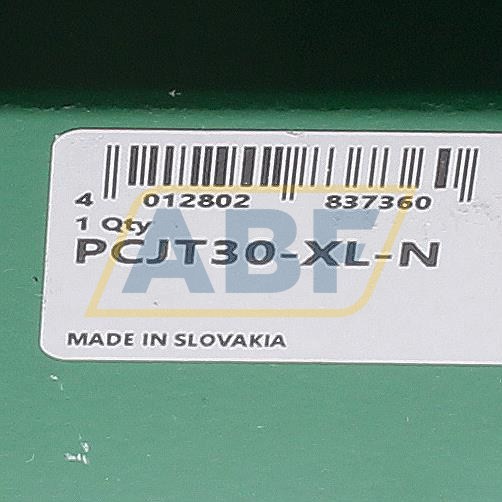 4 012802 837360
1 Qty
PCJT30-XL-N
ABF
MADE IN SLOVAKIA